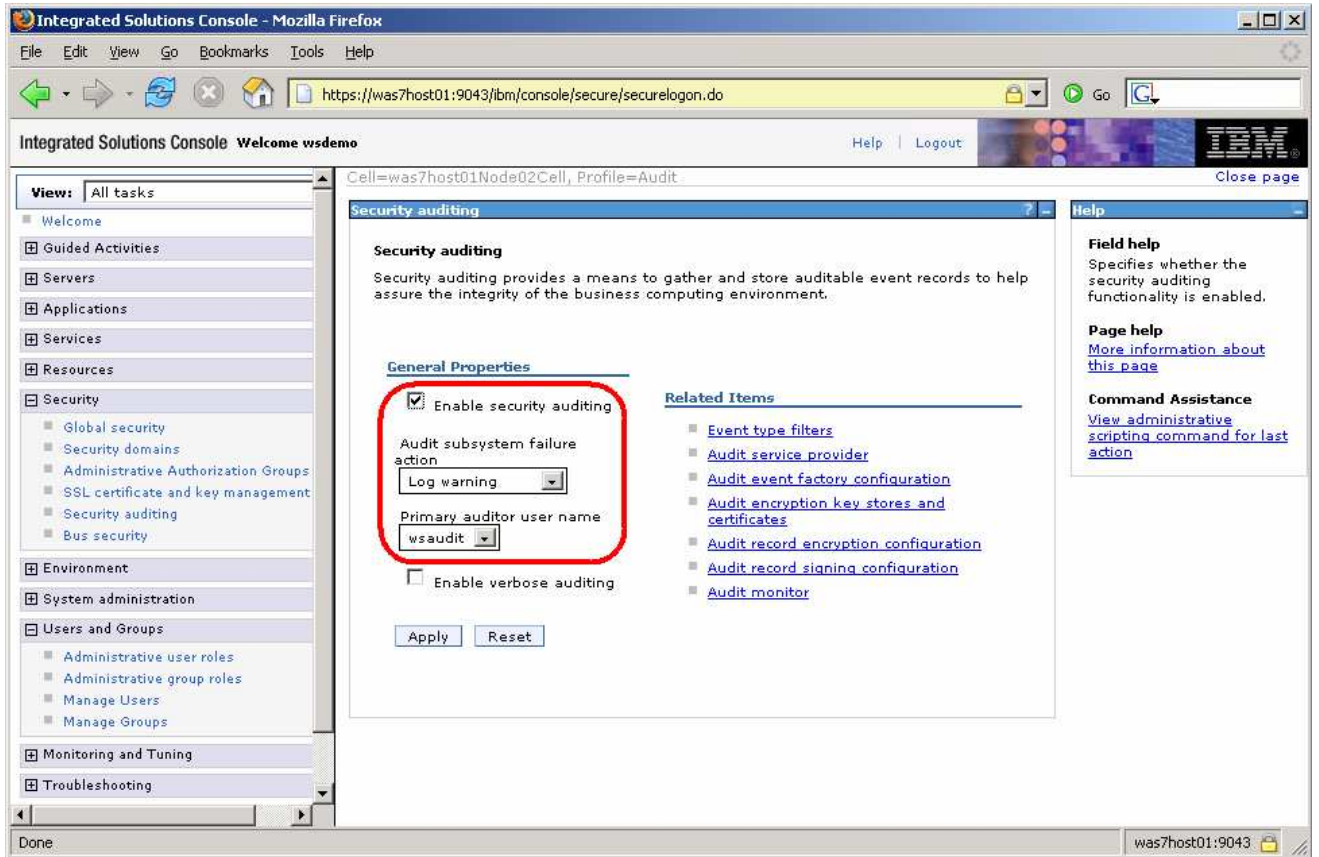 Integrated Solutions Console - Mozilla Firefox
File Edit View Go Bookmarks Tools Help
https://was7host01:9043/ibm/console/secure/securelogon.do
Go
G
Integrated Solutions Console Welcome wsdemo
Help | Logout
IBM®
View: All tasks
Welcome
Guided Activities
Servers
Applications
Services
Resources
Security
Global security
Security domains
Administrative Authorization Groups
SSL certificate and key management
Security auditing
Bus security
Environment
System administration
Users and Groups
Administrative user roles
Administrative group roles
Manage Users
Manage Groups
Monitoring and Tuning
Troubleshooting
Cell=was7host01Node02Cell, Profile=Audit
Close page
Security auditing
? -
Security auditing
Security auditing provides a means to gather and store auditable event records to help
assure the integrity of the business computing environment.
General Properties
Enable security auditing
Audit subsystem failure
action
Log warning
Primary auditor user name
wsaudit
Enable verbose auditing
Apply Reset
Related Items
Event type filters
Audit service provider
Audit event factory configuration
Audit encryption key stores and
certificates
Audit record encryption configuration
Audit record signing configuration
Audit monitor
Help
Field help
Specifies whether the
security auditing
functionality is enabled.
Page help
More information about
this page
Command Assistance
View administrative
scripting command for last
action
Done
was7host01:9043